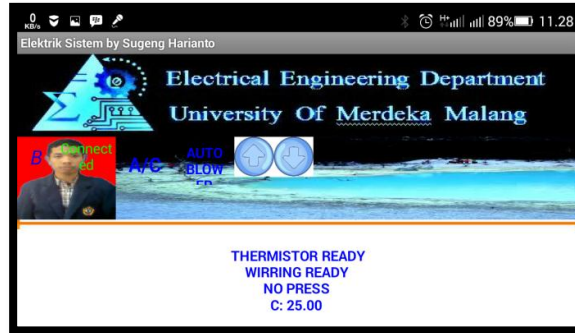 0
KB/s
89% 11.28
Elektrik Sistem by Sugeng Harianto
Electrical Engineering Department
University Of Merdeka Malang
B
Connect
ed
A/C
AUTO
BLOW
THERMISTOR READY
WIRRING READY
NO PRESS
C: 25.00